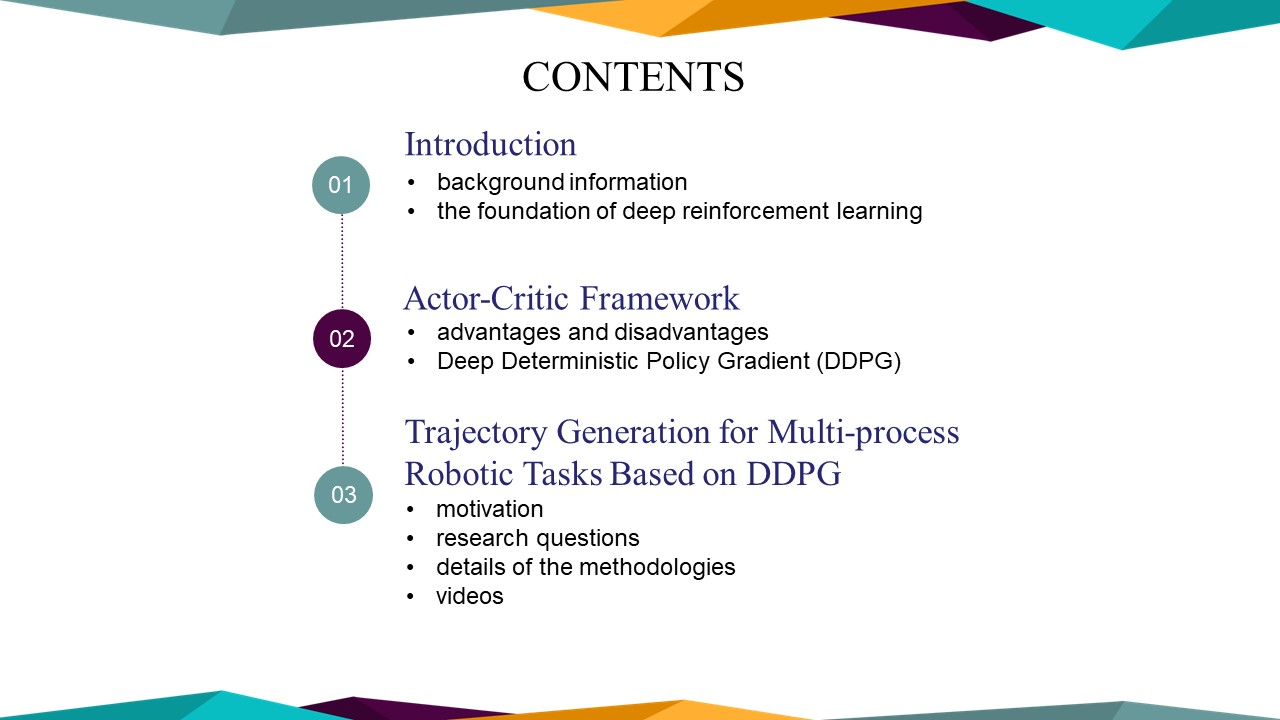 CONTENTS
Introduction
01
• background information
• the foundation of deep reinforcement learning
Actor-Critic Framework
02
• advantages and disadvantages
• Deep Deterministic Policy Gradient (DDPG)
Trajectory Generation for Multi-process
Robotic Tasks Based on DDPG
03
• motivation
• research questions
• details of the methodologies
• videos